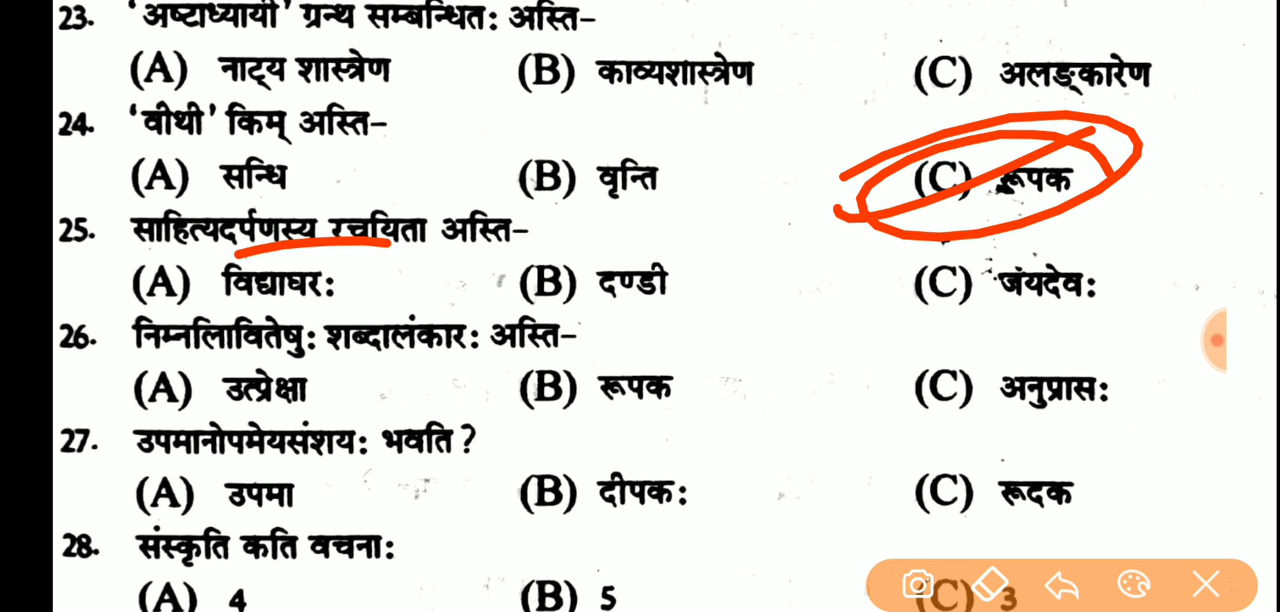 23. 'अष्टाध्यायी' ग्रन्थ सम्बन्धित: अस्ति-
(A) नाट्य शास्त्रेण (B) काव्यशास्त्रेण (C) अलङ्कारेण
24. 'वीथी' किम् अस्ति-
(A) सन्धि (B) वृन्ति (C) रूपक
25. साहित्यदर्पणस्य रचयिता अस्ति-
(A) विद्याघर: (B) दण्डी (C) जंयदेव:
26. निम्नलिावितेषु: शब्दालंकार: अस्ति-
(A) उत्प्रेक्षा (B) रूपक (C) अनुप्रास:
27. उपमानोपमेयसंशय: भवति ?
(A) उपमा (B) दीपक: (C) रूदक
28. संस्कृति कति वचना:
(A) 4 (B) 5 (C) 3